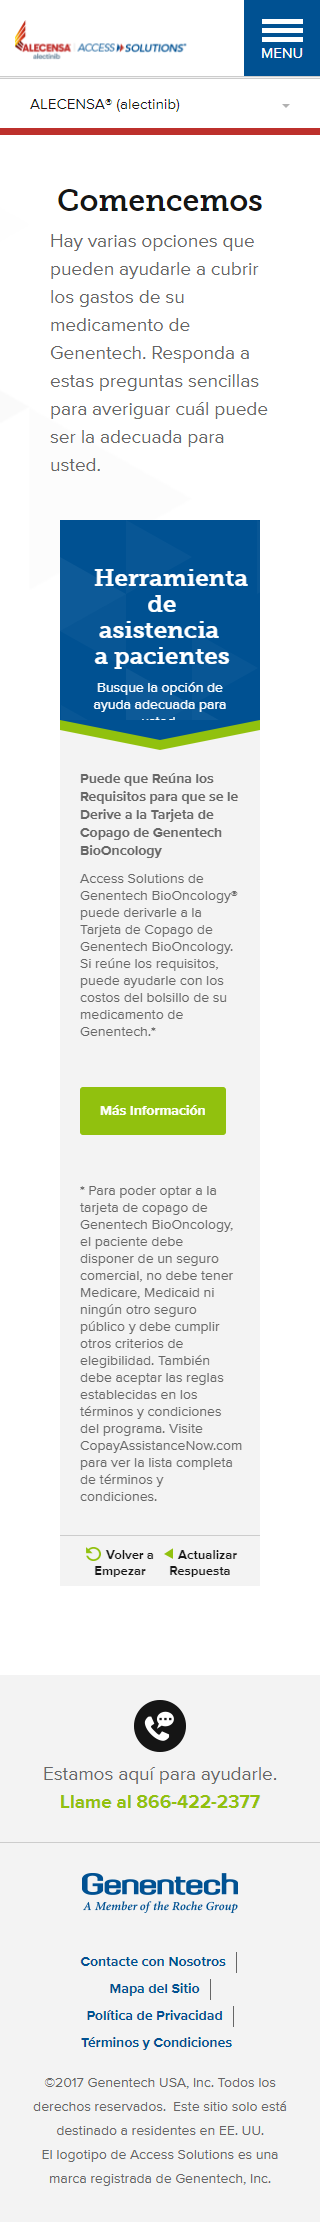 ALECENSA®
alectinib
ACCESS SOLUTIONS®
MENU
ALECENSA® (alectinib)
Comencemos
Hay varias opciones que
pueden ayudarle a cubrir
los gastos de su
medicamento de
Genentech. Responda a
estas preguntas sencillas
para averiguar cuál puede
ser la adecuada para
usted.
Herramienta
de
asistencia
a pacientes
Busque la opción de
ayuda adecuada para
usted
Puede que Reúna los
Requisitos para que se le
Derive a la Tarjeta de
Copago de Genentech
BioOncology
Access Solutions de
Genentech BioOncology®
puede derivarle a la
Tarjeta de Copago de
Genentech BioOncology.
Si reúne los requisitos,
puede ayudarle con los
costos del bolsillo de su
medicamento de
Genentech.*
Más Información
* Para poder optar a la
tarjeta de copago de
Genentech BioOncology,
el paciente debe
disponer de un seguro
comercial, no debe tener
Medicare, Medicaid ni
ningún otro seguro
público y debe cumplir
otros criterios de
elegibilidad. También
debe aceptar las reglas
establecidas en los
términos y condiciones
del programa. Visite
CopayAssistanceNow.com
para ver la lista completa
de términos y
condiciones.
Volver a
Empezar
Actualizar
Respuesta
Estamos aquí para ayudarle.
Llame al 866-422-2377
Genentech
A Member of the Roche Group
Contacte con Nosotros
Mapa del Sitio
Política de Privacidad
Términos y Condiciones
©2017 Genentech USA, Inc. Todos los
derechos reservados. Este sitio solo está
destinado a residentes en EE. UU.
El logotipo de Access Solutions es una
marca registrada de Genentech, Inc.